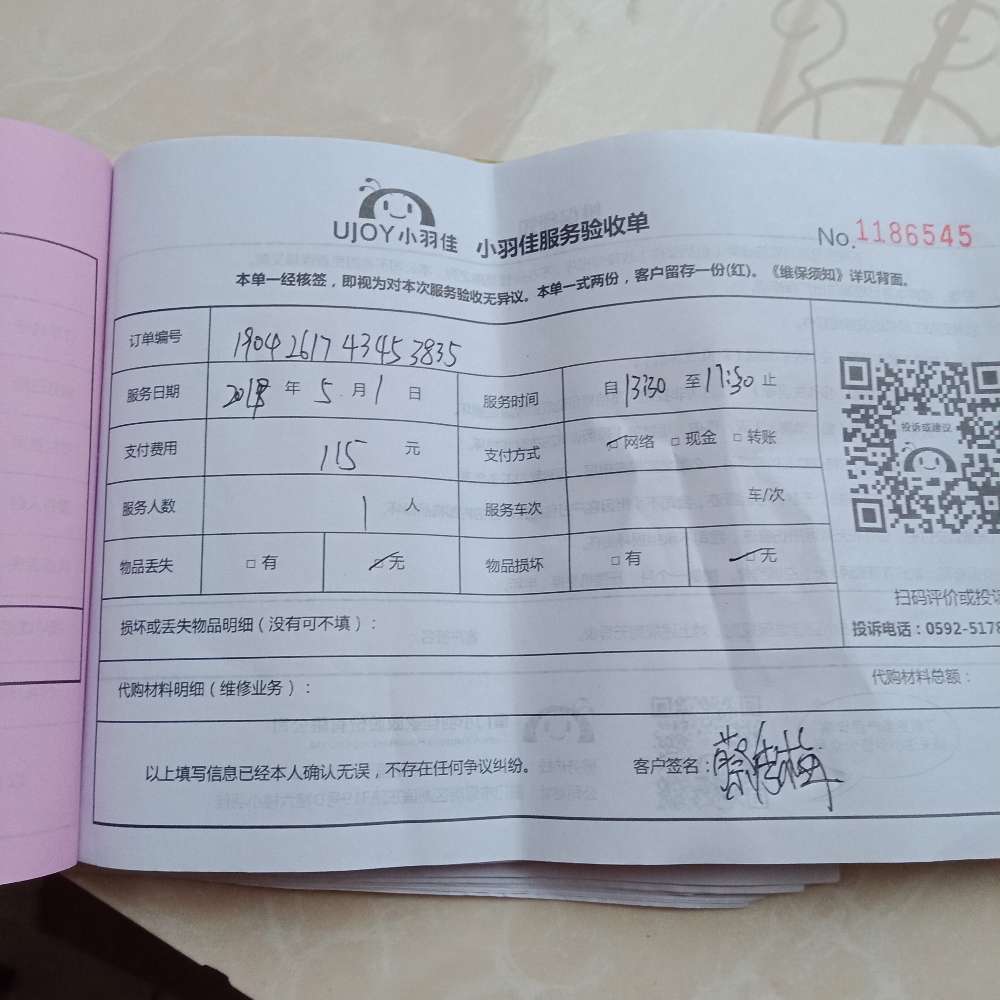 UJOY小羽佳 小羽佳服务验收单
No.1186545
本单一经核签，即视为对本次服务验收无异议。本单一式两份，客户留存一份(红)。《维保须知》详见背面。
订单编号 1904 2617 4345 3835
服务日期 年 5 月 1 日 服务时间 自 13:30 至 17:30 止
投诉或建议
支付费用 115 元 支付方式 网络 □ 现金 □ 转账
服务人数 1 人 服务车次 车/次
物品丢失 □ 有 □ 无 物品损坏 □ 有 □ 无
扫码评价或投诉
损坏或丢失物品明细（没有可不填）：
投诉电话：0592-5178
代购材料明细（维修业务）： 代购材料总额：
以上填写信息已经本人确认无误，不存在任何争议纠纷。 客户签名：